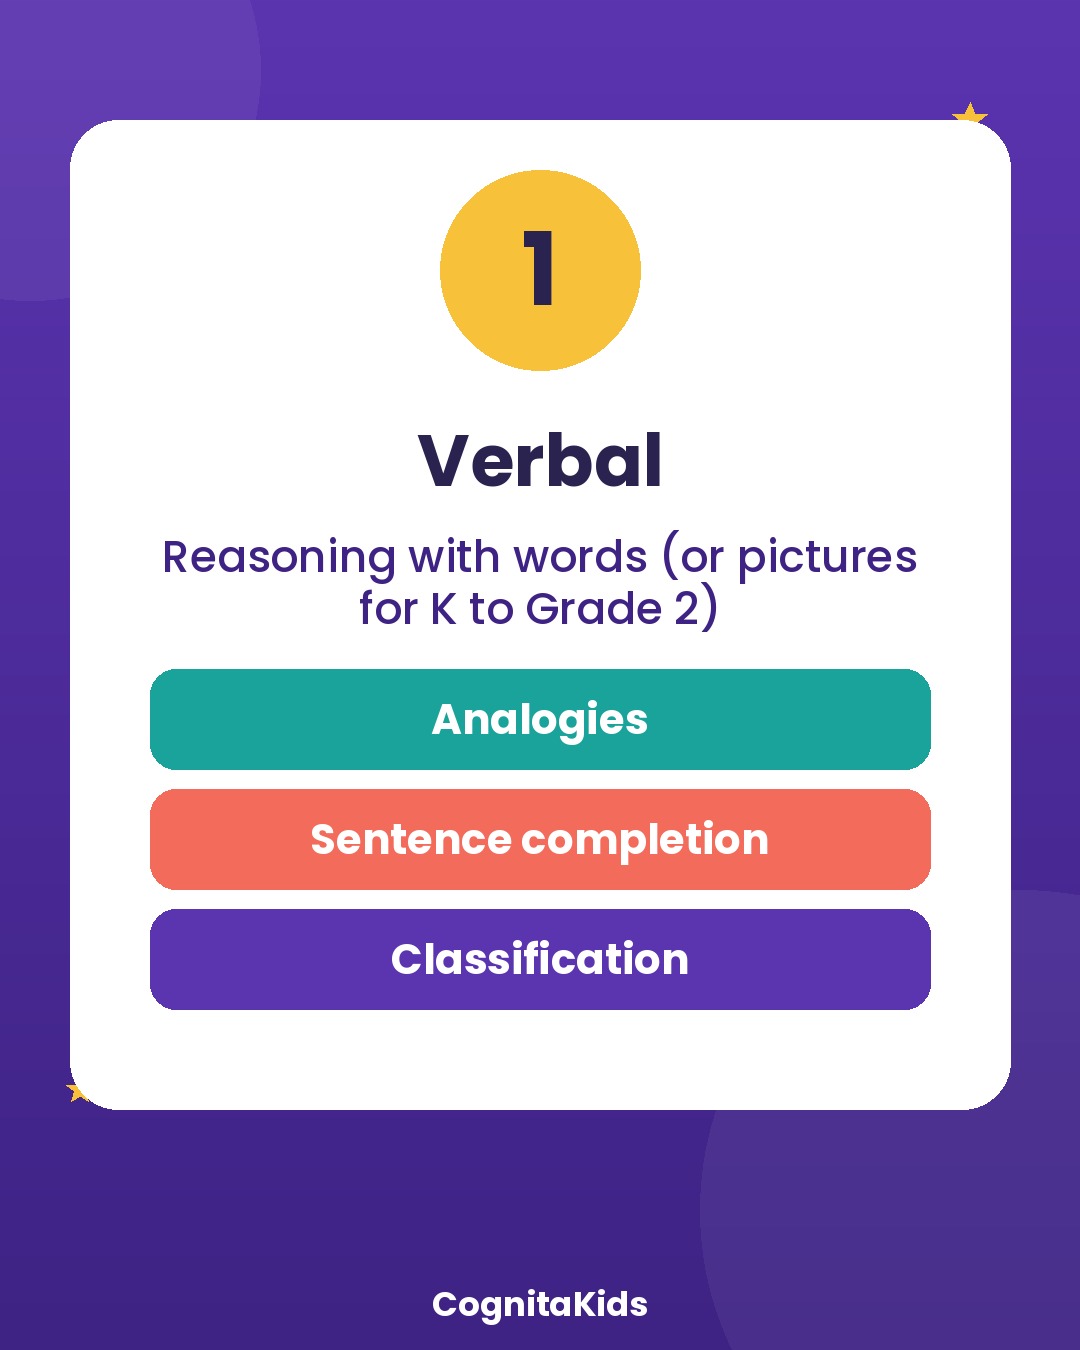 1
Verbal
Reasoning with words (or pictures
for K to Grade 2)
Analogies
Sentence completion
Classification
CognitaKids